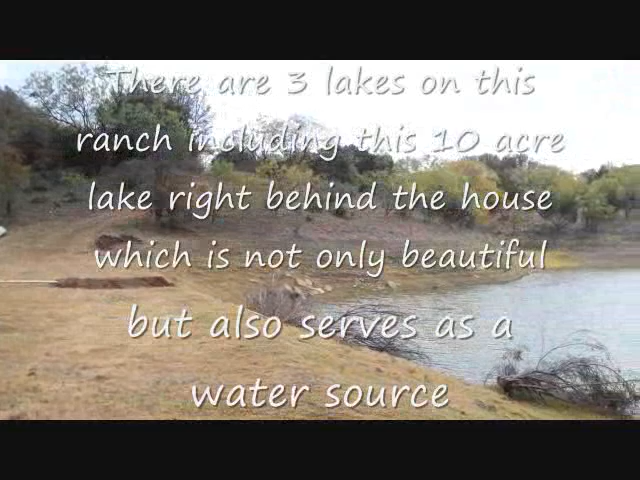 There are 3 lakes on this
ranch including this 10 acre
lake right behind the house
which is not only beautiful
but also serves as a
water source